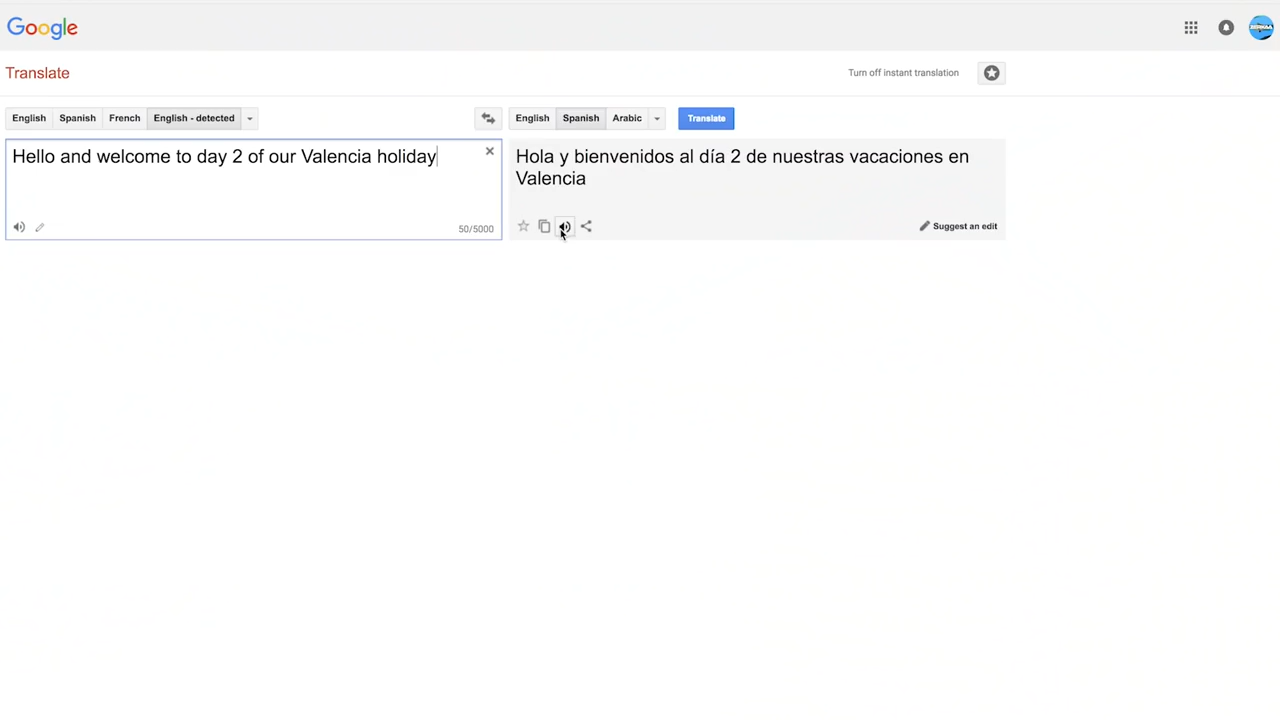 Google
Translate
Turn off instant translation
English Spanish French English - detected
English Spanish Arabic Translate
Hello and welcome to day 2 of our Valencia holiday
50/5000
Hola y bienvenidos al día 2 de nuestras vacaciones en
Valencia
Suggest an edit